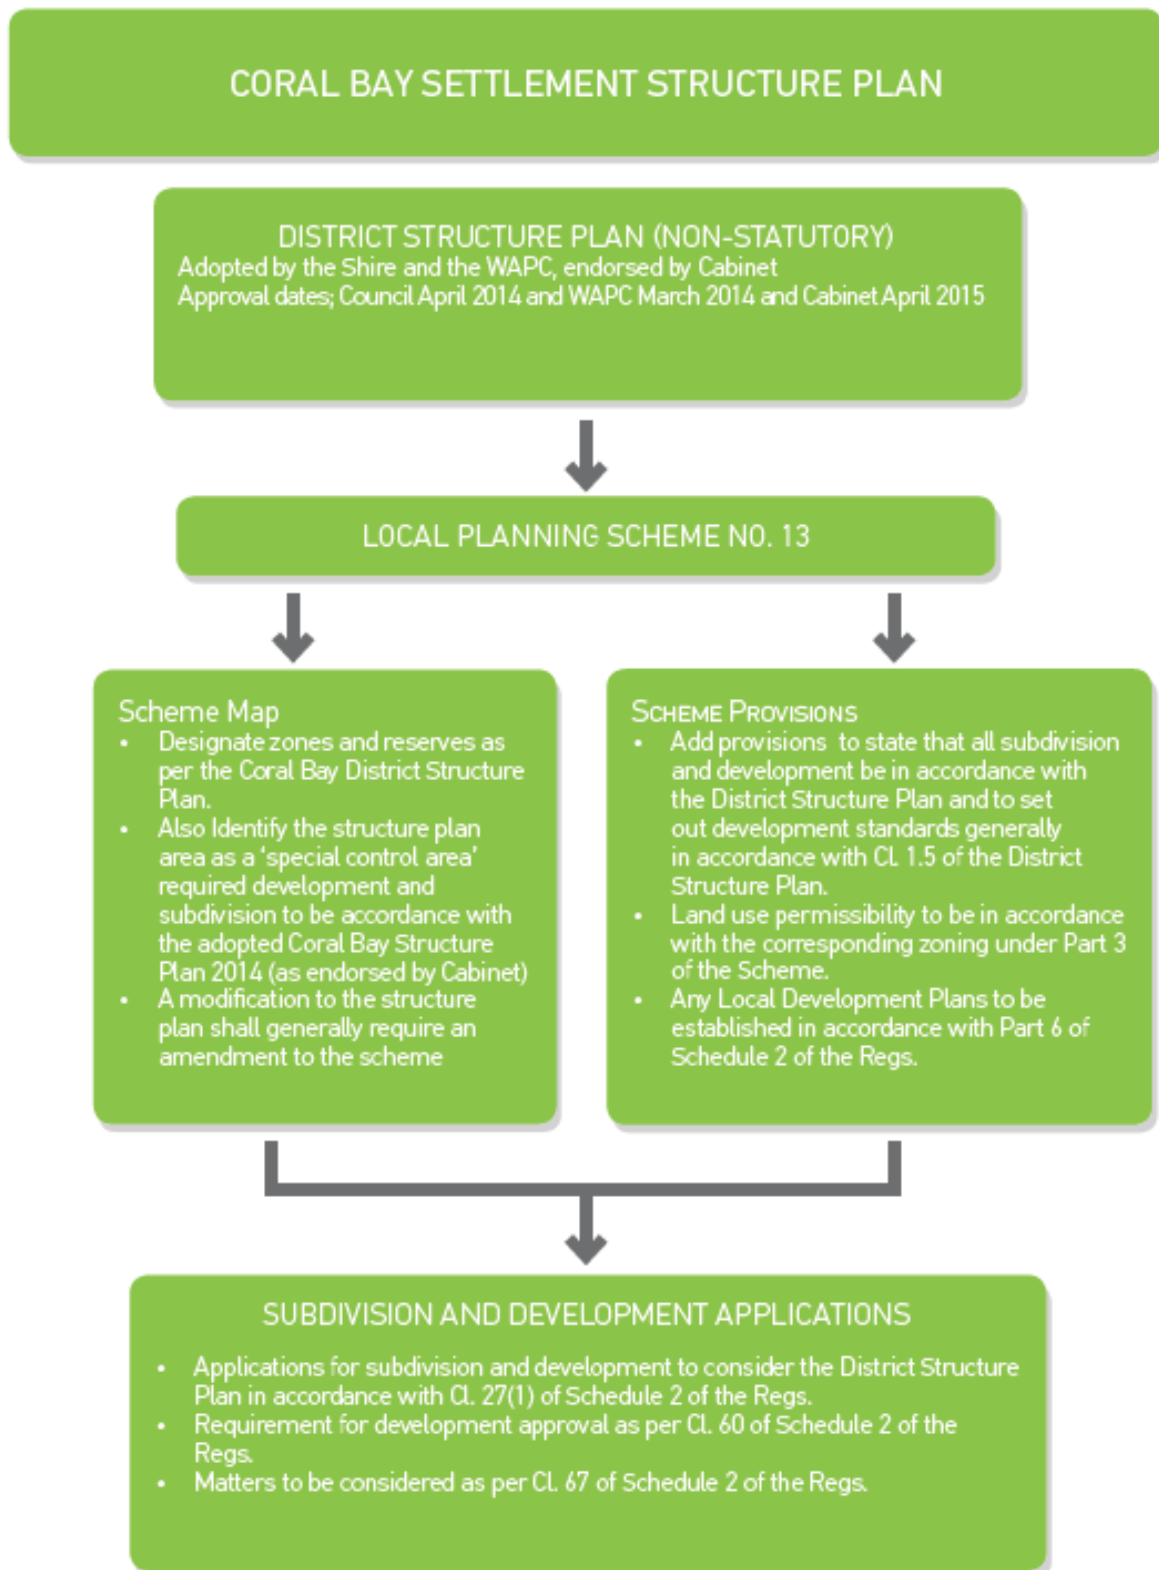 CORAL BAY SETTLEMENT STRUCTURE PLAN
DISTRICT STRUCTURE PLAN (NON-STATUTORY)
Adopted by the Shire and the WAPC, endorsed by Cabinet
Approval dates; Council April 2014 and WAPC March 2014 and Cabinet April 2015
LOCAL PLANNING SCHEME NO. 13
Scheme Map
• Designate zones and reserves as
per the Coral Bay District Structure
Plan.
• Also Identify the structure plan
area as a ‘special control area’
required development and
subdivision to be accordance with
the adopted Coral Bay Structure
Plan 2014 (as endorsed by Cabinet)
• A modification to the structure
plan shall generally require an
amendment to the scheme
SCHEME PROVISIONS
• Add provisions to state that all subdivision
and development be in accordance with
the District Structure Plan and to set
out development standards generally
in accordance with Cl. 1.5 of the District
Structure Plan.
• Land use permissibility to be in accordance
with the corresponding zoning under Part 3
of the Scheme.
• Any Local Development Plans to be
established in accordance with Part 6 of
Schedule 2 of the Regs.
SUBDIVISION AND DEVELOPMENT APPLICATIONS
• Applications for subdivision and development to consider the District Structure
Plan in accordance with Cl. 27(1) of Schedule 2 of the Regs.
• Requirement for development approval as per Cl. 60 of Schedule 2 of the
Regs.
• Matters to be considered as per Cl. 67 of Schedule 2 of the Regs.